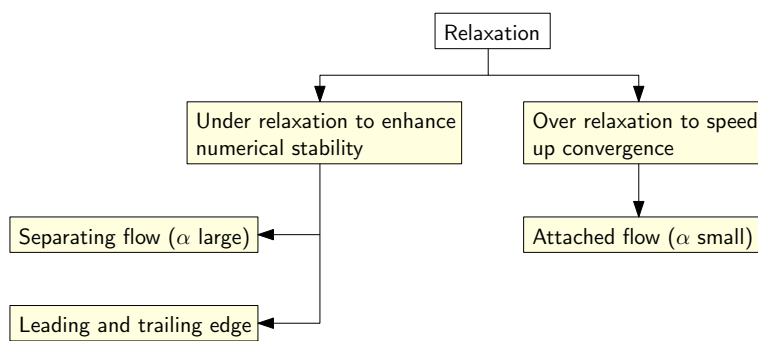 Relaxation
Under relaxation to enhance
numerical stability
Over relaxation to speed
up convergence
Separating flow (α large)
Attached flow (α small)
Leading and trailing edge